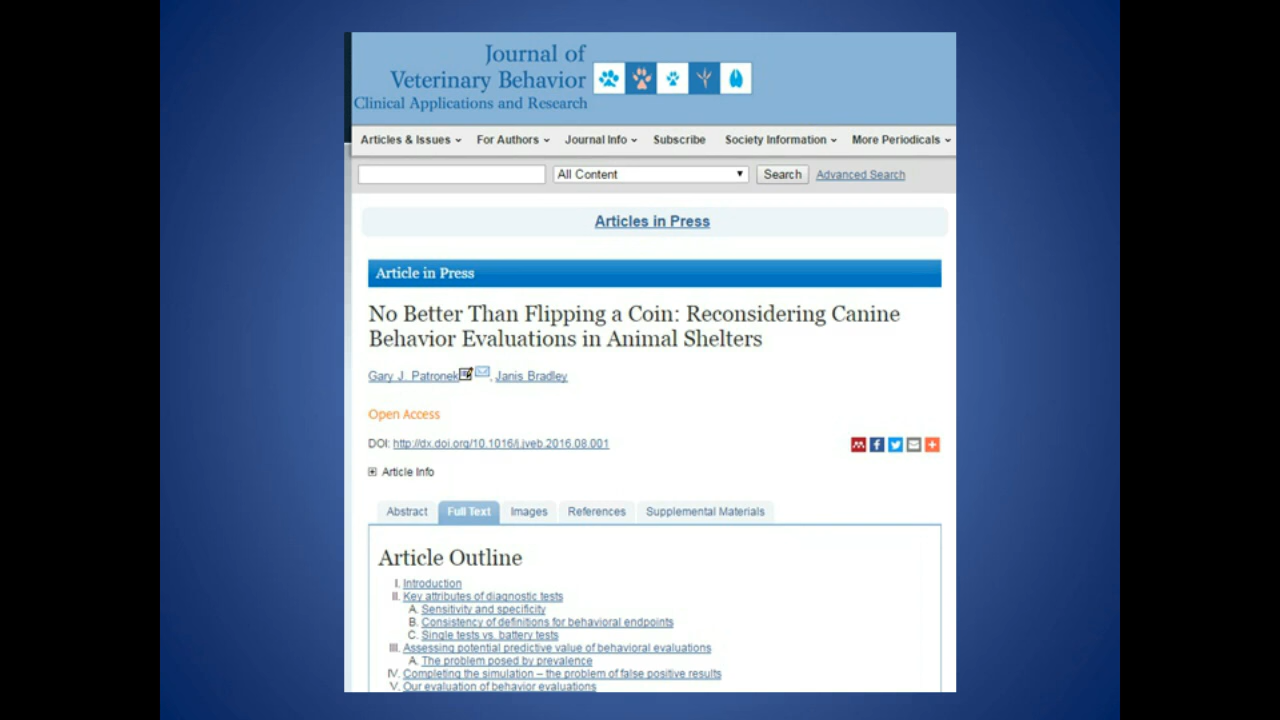 Journal of
Veterinary Behavior
Clinical Applications and Research
Articles & Issues For Authors Journal Info Subscribe Society Information More Periodicals
All Content Search Advanced Search
Articles in Press
Article in Press
No Better Than Flipping a Coin: Reconsidering Canine
Behavior Evaluations in Animal Shelters
Gary J. Patronek, Janis Bradley
Open Access
DOI: http://dx.doi.org/10.1016/j.jveb.2016.08.001
Article Info
Abstract Full Text Images References Supplemental Materials
Article Outline
I. Introduction
II. Key attributes of diagnostic tests
A. Sensitivity and specificity
B. Consistency of definitions for behavioral endpoints
C. Single tests vs. battery tests
III. Assessing potential predictive value of behavioral evaluations
A. The problem posed by prevalence
IV. Completing the simulation – the problem of false positive results
V. Our evaluation of behavior evaluations